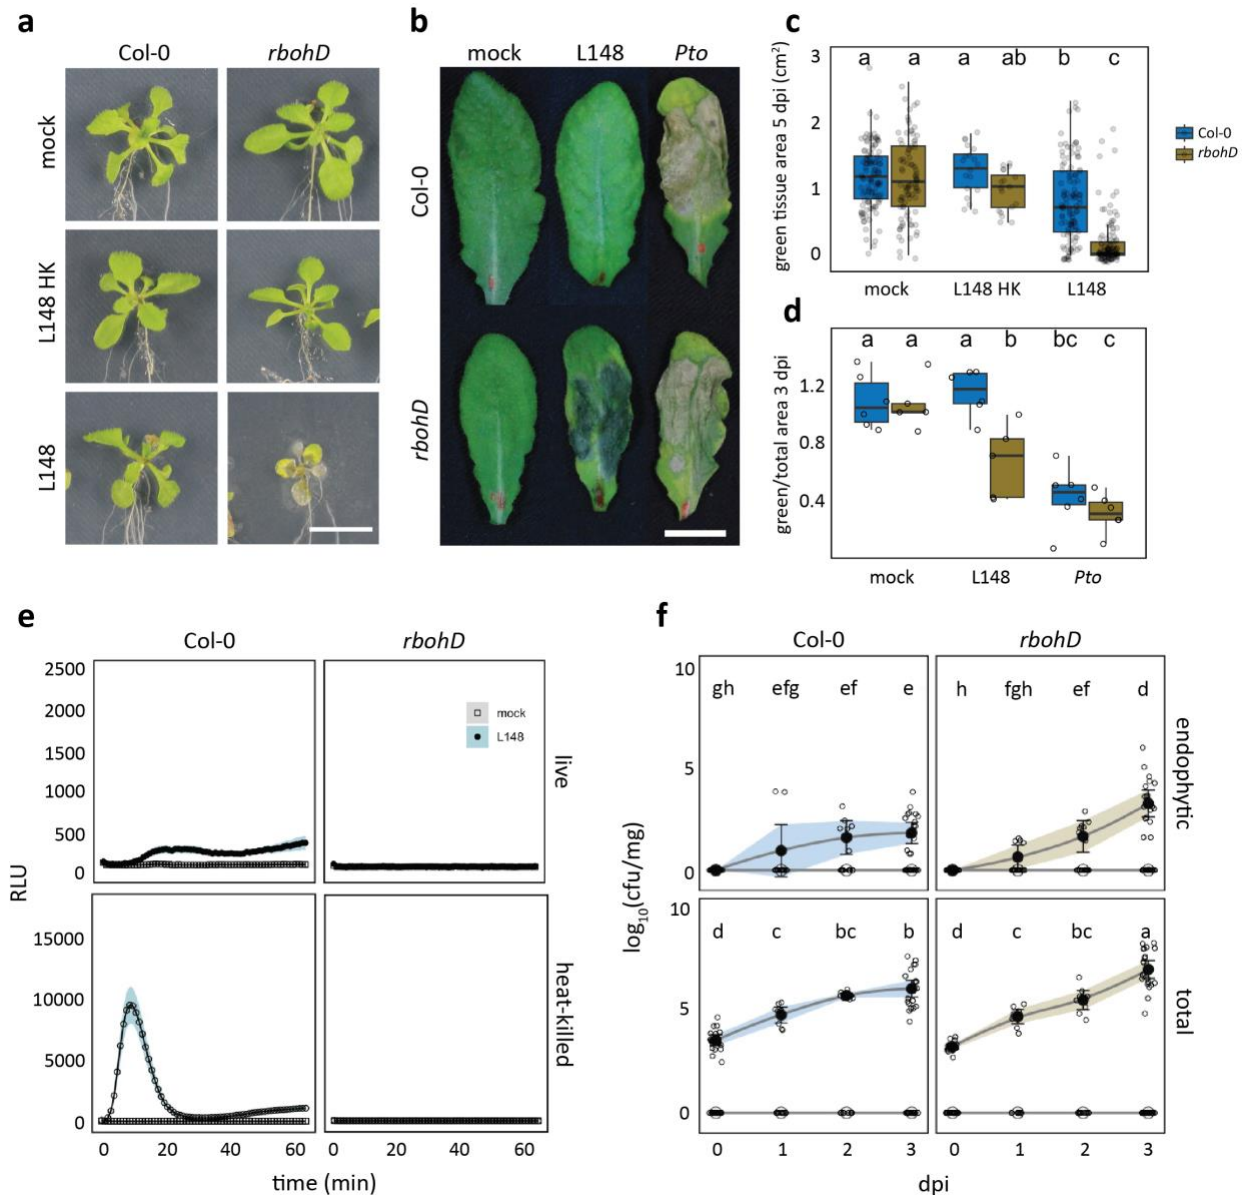 a
Col-0 rbohD
mock
L148 HK
L148
b
mock L148 Pto
Col-0
rbohD
c
green tissue area 5 dpi (cm²)
3
2
1
0
a a a ab b c
mock L148 HK L148
Col-0
rbohD
d
green/total area 3 dpi
1.2
0.8
0.4
a a a b bc c
mock L148 Pto
e
Col-0 rbohD
RLU
2500
2000
1500
1000
500
0
mock
L148
live
15000
10000
5000
0
heat-killed
0 20 40 60 0 20 40 60
time (min)
f
Col-0 rbohD
log₁₀(cfu/mg)
10
5
0
gh efg ef e h fgh ef d
endophytic
10
5
0
d c bc b d c bc a
total
0 1 2 3 0 1 2 3
dpi